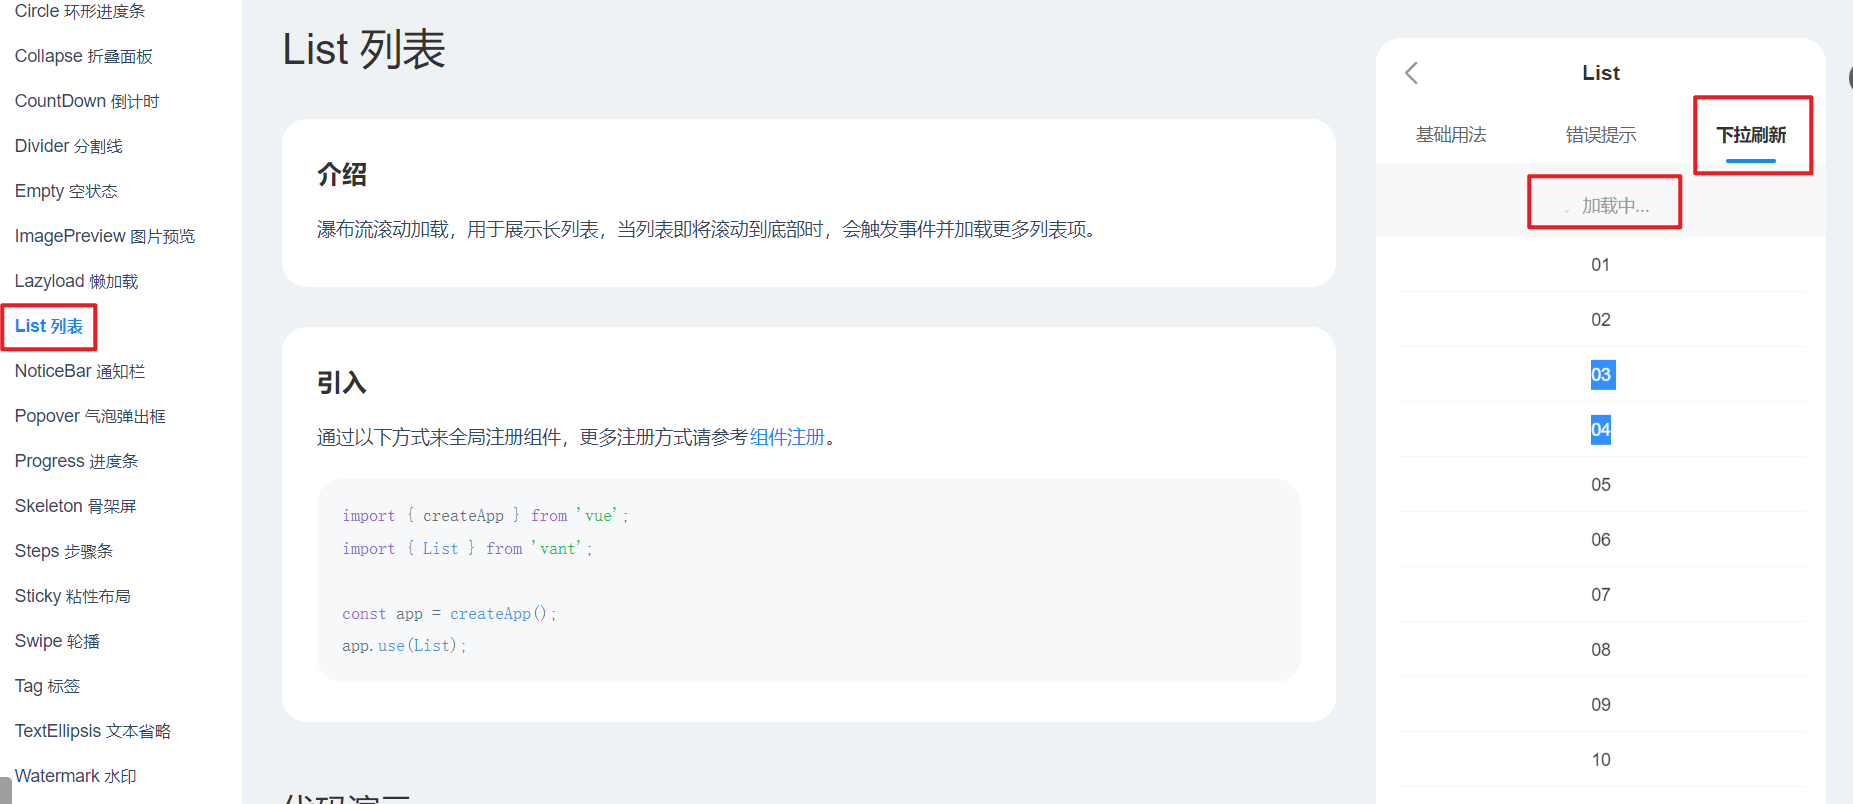 Circle 环形进度条
Collapse 折叠面板
CountDown 倒计时
Divider 分割线
Empty 空状态
ImagePreview 图片预览
Lazyload 懒加载
List 列表
NoticeBar 通知栏
Popover 气泡弹出框
Progress 进度条
Skeleton 骨架屏
Steps 步骤条
Sticky 粘性布局
Swipe 轮播
Tag 标签
TextEllipsis 文本省略
Watermark 水印
List 列表
介绍
瀑布流滚动加载，用于展示长列表，当列表即将滚动到底部时，会触发事件并加载更多列表项。
引入
通过以下方式来全局注册组件，更多注册方式请参考组件注册。
import { createApp } from 'vue';
import { List } from 'vant';
const app = createApp();
app.use(List);
代码演示
List
基础用法 错误提示 下拉刷新
加载中...
01
02
03
04
05
06
07
08
09
10